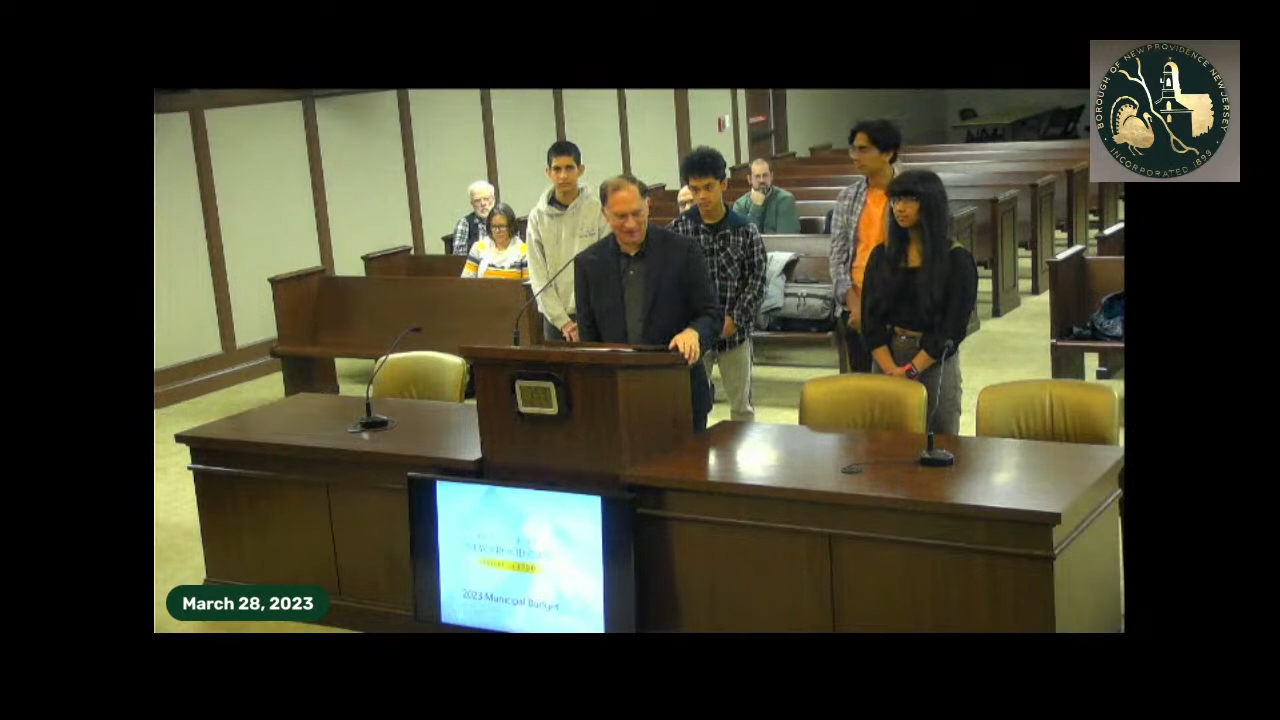 BOROUGH OF NEW PROVIDENCE NEW JERSEY
INCORPORATED 1899
2023 Municipal Budget
March 28, 2023